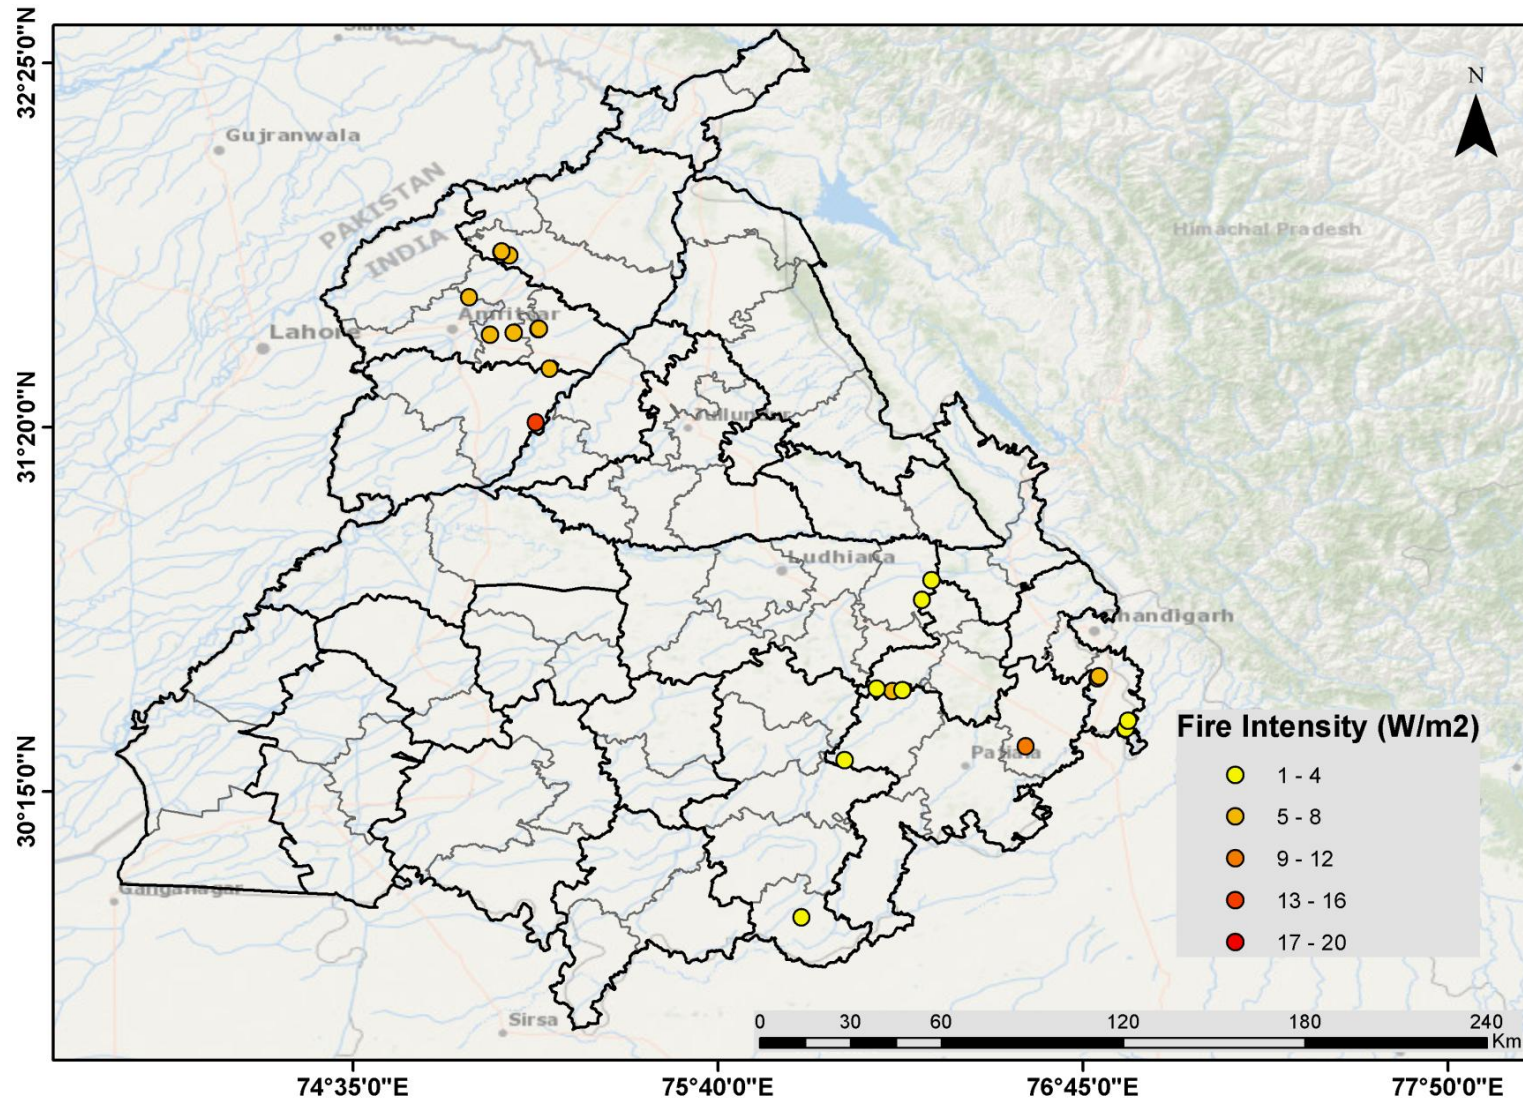 32°25'0"N
N
Gujranwala
PAKISTAN
INDIA
Himachal Pradesh
Amritsar
Lahore
31°20'0"N
Jullundur
Ludhiana
Chandigarh
Fire Intensity (W/m2)
Patiala
1 - 4
30°15'0"N
5 - 8
9 - 12
Ganganagar
13 - 16
17 - 20
Sirsa
0 30 60 120 180 240
Km
74°35'0"E 75°40'0"E 76°45'0"E 77°50'0"E